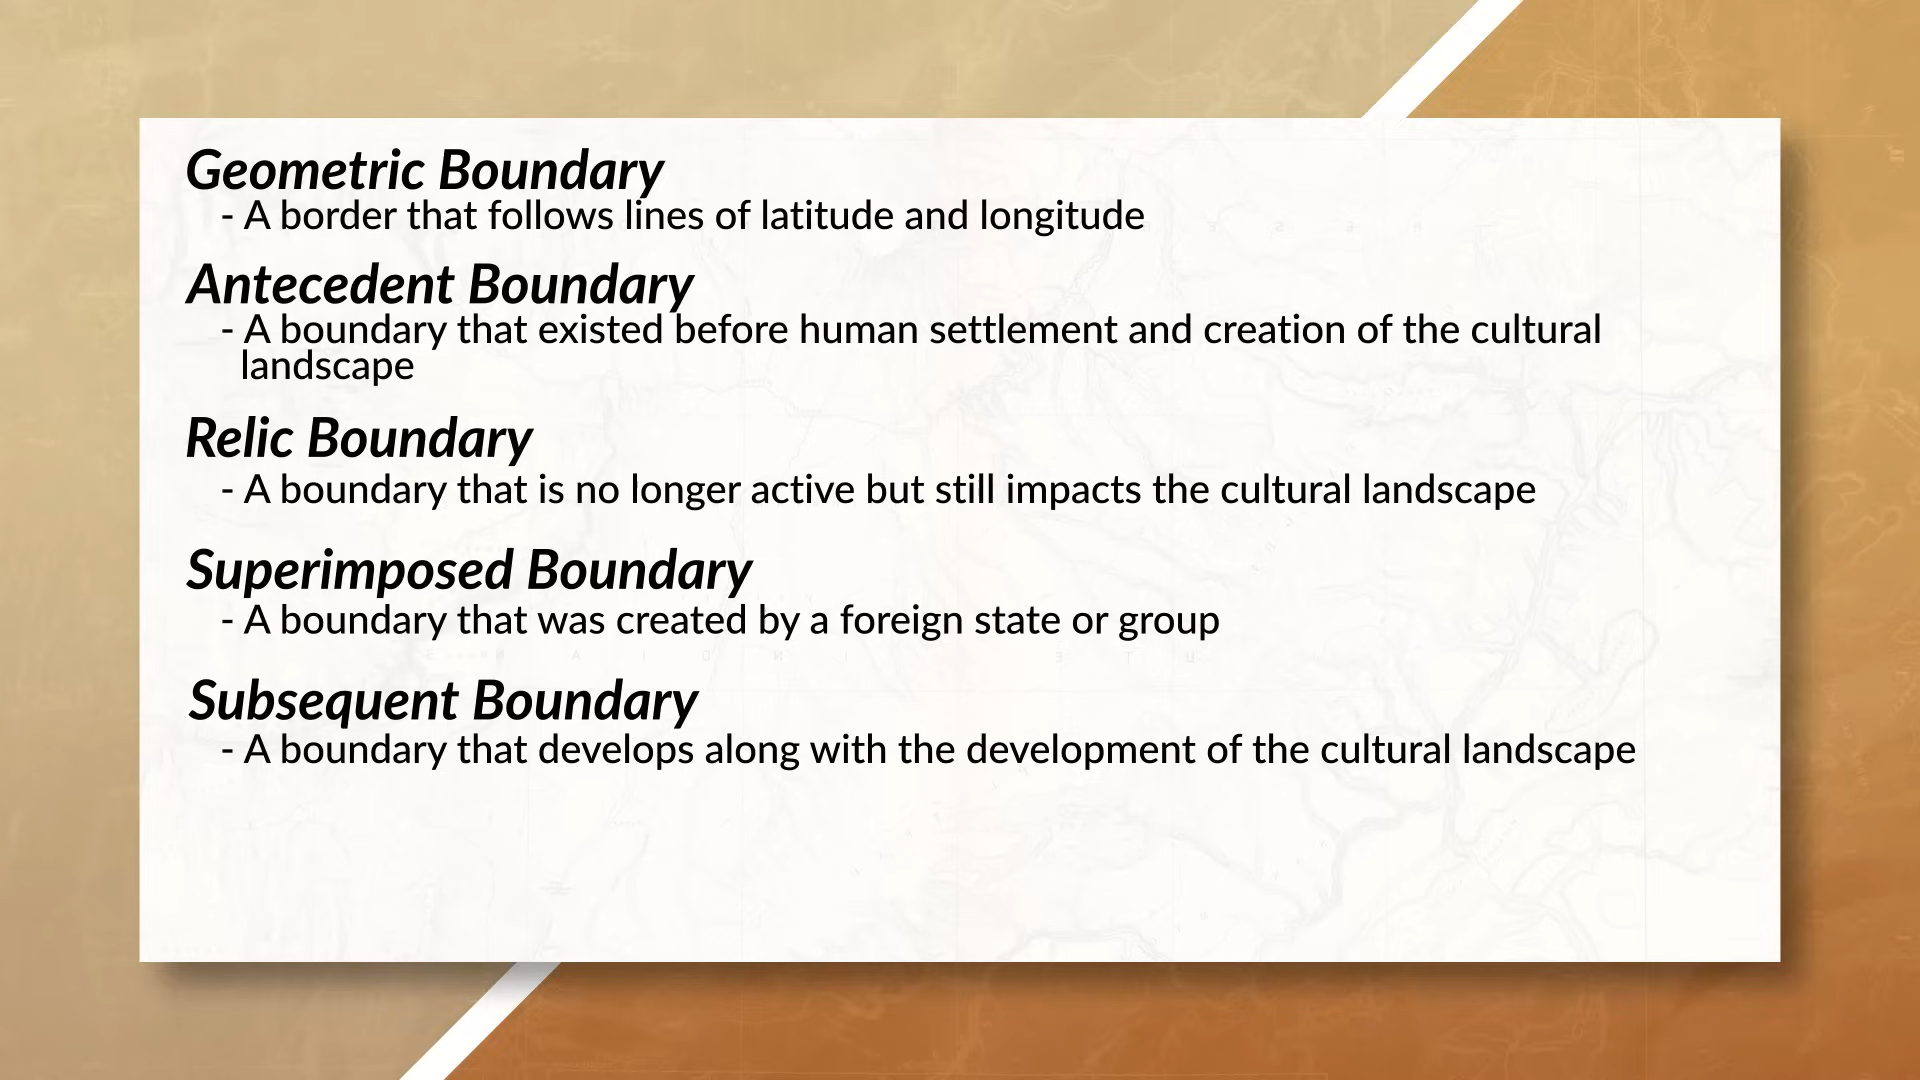 Geometric Boundary
- A border that follows lines of latitude and longitude
Antecedent Boundary
- A boundary that existed before human settlement and creation of the cultural
landscape
Relic Boundary
- A boundary that is no longer active but still impacts the cultural landscape
Superimposed Boundary
- A boundary that was created by a foreign state or group
Subsequent Boundary
- A boundary that develops along with the development of the cultural landscape